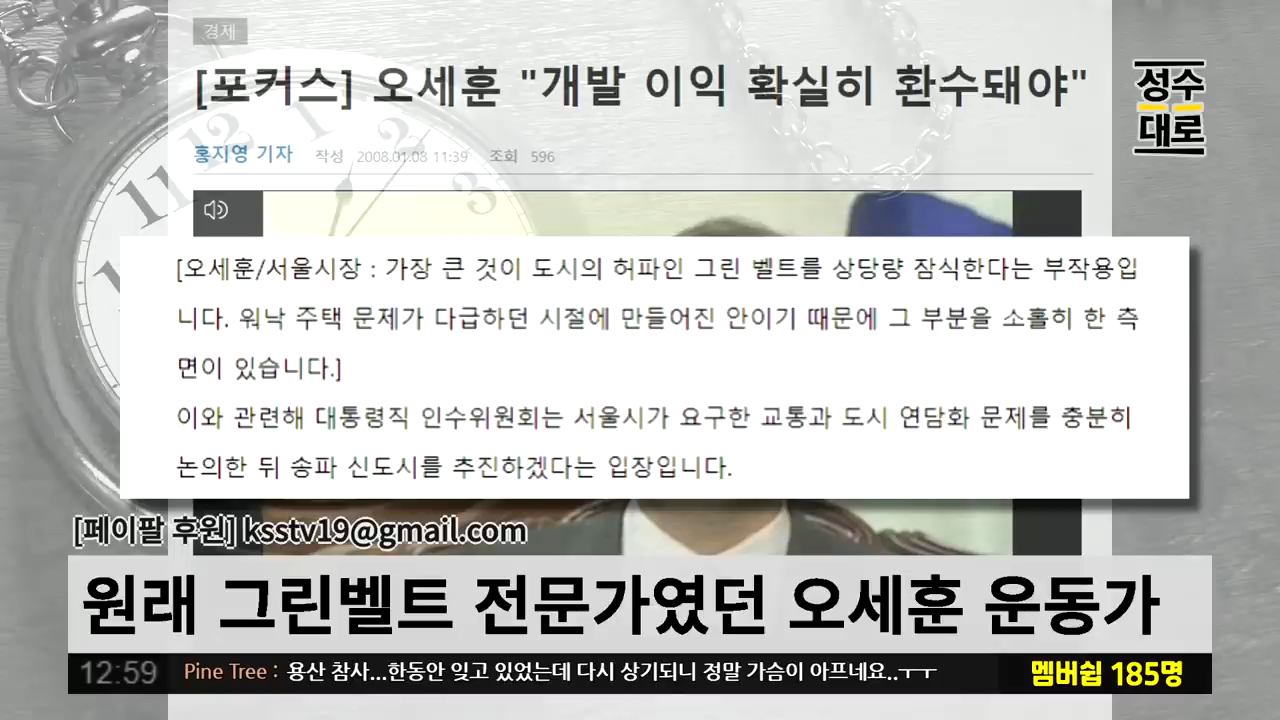 경제
[포커스] 오세훈 "개발 이익 확실히 환수돼야"
홍지영 기자 작성 2008.01.08 11:39 조회 596
성수
대로
11 12 1 2 3
[오세훈/서울시장 : 가장 큰 것이 도시의 허파인 그린 벨트를 상당량 잠식한다는 부작용입
니다. 워낙 주택 문제가 다급하던 시절에 만들어진 안이기 때문에 그 부분을 소홀히 한 측
면이 있습니다.]
이와 관련해 대통령직 인수위원회는 서울시가 요구한 교통과 도시 연담화 문제를 충분히
논의한 뒤 송파 신도시를 추진하겠다는 입장입니다.
[페이팔 후원] ksstv19@gmail.com
원래 그린벨트 전문가였던 오세훈 운동가
12:59 Pine Tree : 용산 참사...한동안 잊고 있었는데 다시 상기되니 정말 가슴이 아프네요..ㅜㅜ 멤버쉽 185명